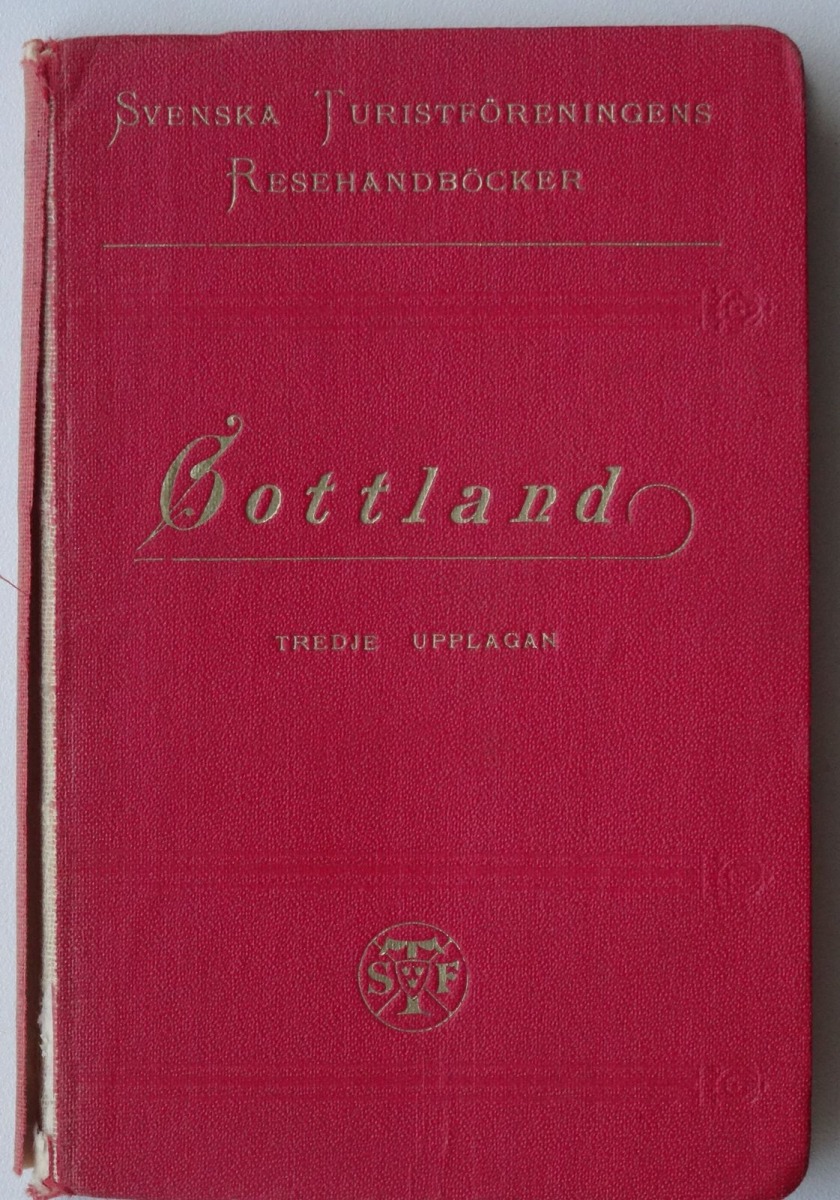 SVENSKA TURISTFÖRENINGENS
RESEHANDBÖCKER
Gottland
TREDJE UPPLAGAN
STF